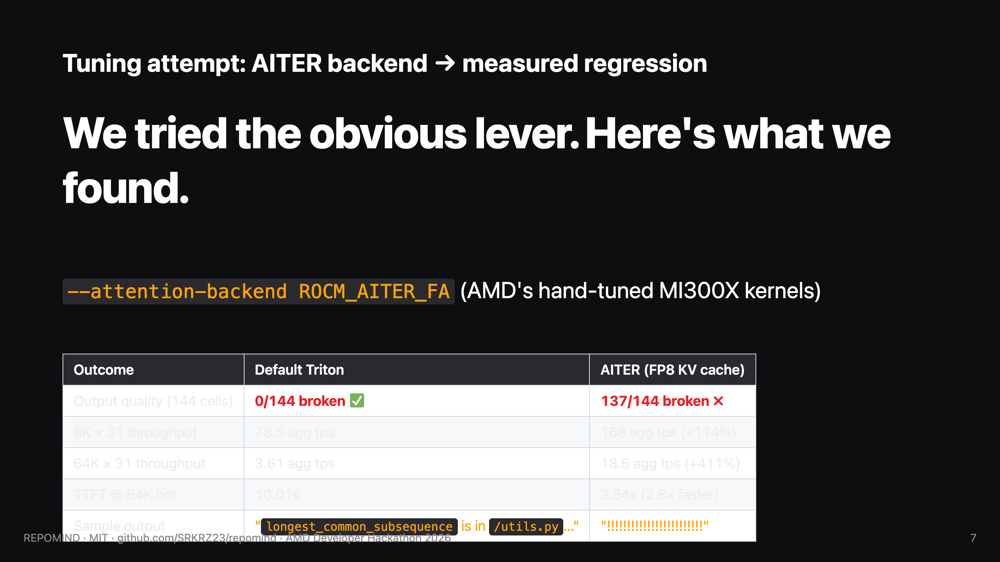 Tuning attempt: AITER backend → measured regression
We tried the obvious lever. Here's what we
found.
--attention-backend ROCM_AITER_FA (AMD's hand-tuned MI300X kernels)
Outcome Default Triton AITER (FP8 KV cache)
Output quality (144 cells) 0/144 broken ✅ 137/144 broken ❌
8K × 31 throughput 78.5 agg tps 168 agg tps (+114%)
64K × 31 throughput 3.61 agg tps 18.5 agg tps (+411%)
TTFT @ 64K hot 10.01s 3.54s (2.8× faster)
Sample output "longest_common_subsequence is in /utils.py..." "!!!!!!!!!!!!!!!!!!!!!!!!"
REPOMIND · MIT · github.com/SRKRZ23/repomind · AMD Developer Hackathon 2026 7